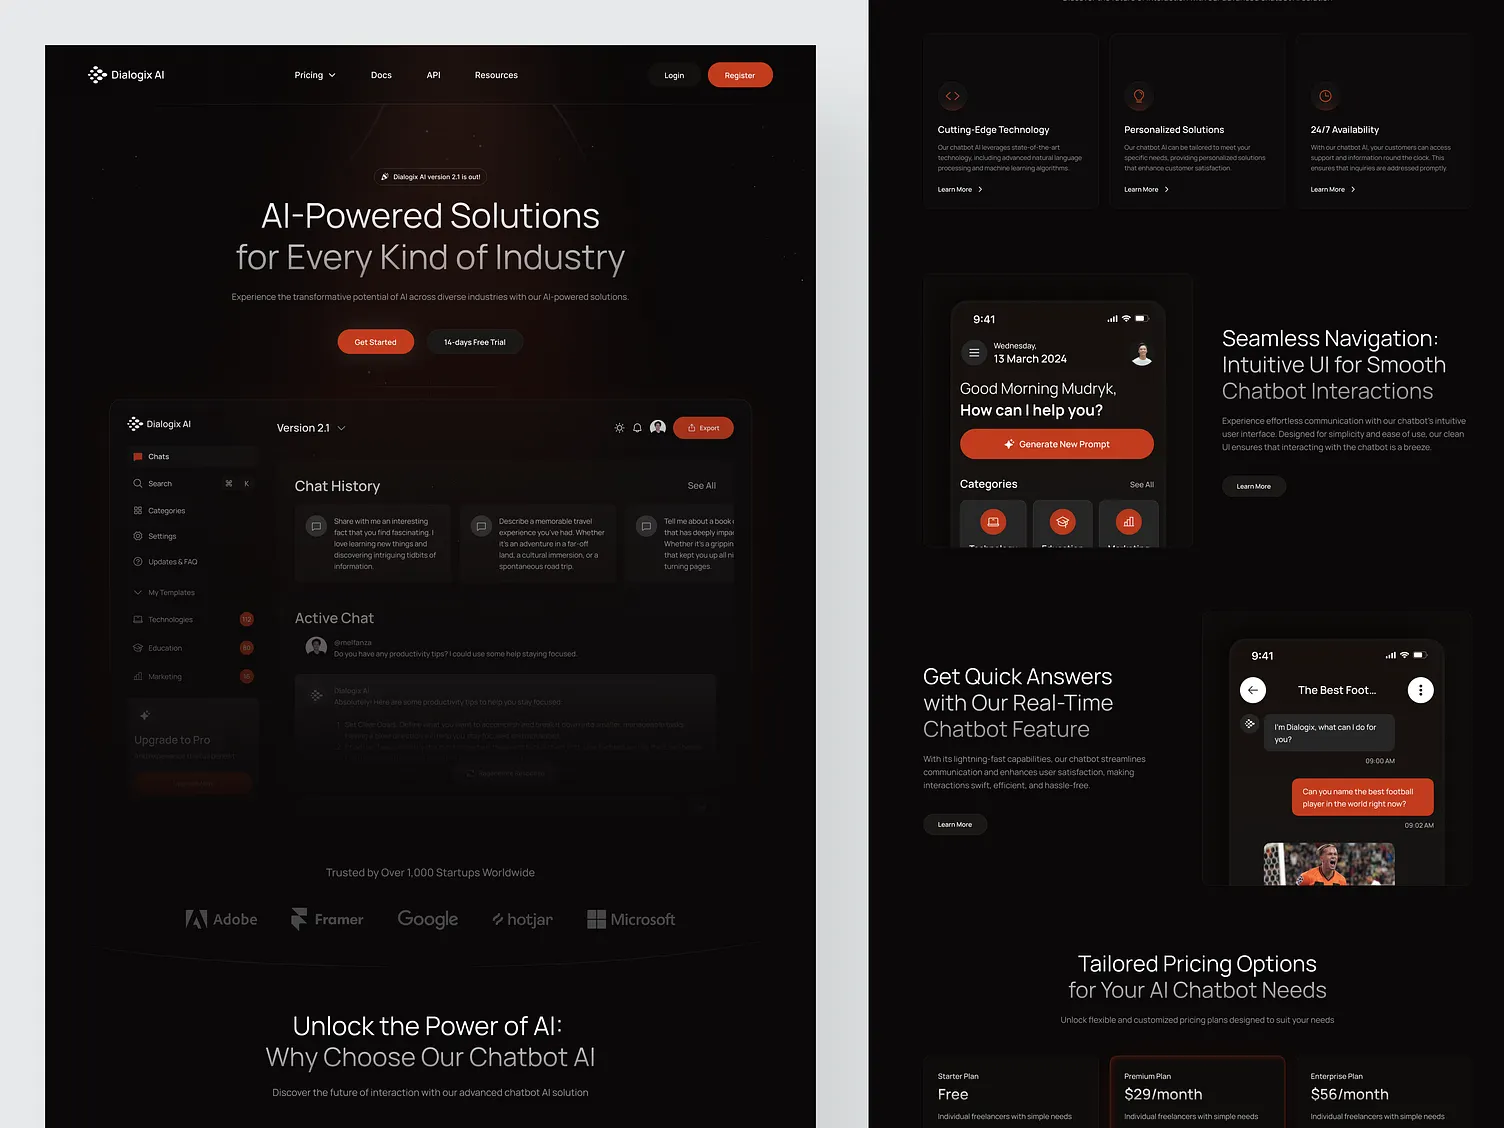 Dialogix AI
Pricing
Docs
API
Resources
Login
Register
Dialogix AI version 2.1 is out!
AI-Powered Solutions
for Every Kind of Industry
Experience the transformative potential of AI across diverse industries with our AI-powered solutions.
Get Started
14-days Free Trial
Dialogix AI
Version 2.1
Export
Chats
Search
⌘ K
Categories
Settings
Updates & FAQ
My Templates
Technologies
112
Education
80
Marketing
Upgrade to Pro
Chat History
See All
Share with me an interesting
fact that you find fascinating. I
love learning new things and
discovering intriguing tidbits of
information.
Describe a memorable travel
experience you've had. Whether
it's an adventure in a far-off
land, a cultural immersion, or a
spontaneous road trip.
Tell me about a book
that has deeply impa
Whether it's a grippin
that kept you up all ni
turning pages.
Active Chat
@melfanza
Do you have any productivity tips? I could use some help staying focused.
Dialogix AI
Absolutely! Here are some productivity tips to help you stay focused
Trusted by Over 1,000 Startups Worldwide
Adobe
Framer
Google
hotjar
Microsoft
Unlock the Power of AI:
Why Choose Our Chatbot AI
Discover the future of interaction with our advanced chatbot AI solution
Cutting-Edge Technology
Our chatbot AI leverages state-of-the-art
technology, including advanced natural language
processing and machine learning algorithms.
Learn More
Personalized Solutions
Our chatbot AI can be tailored to meet your
specific needs, providing personalized solutions
that enhance customer satisfaction.
Learn More
24/7 Availability
With our chatbot AI, your customers can access
support and information round the clock. This
ensures that inquiries are addressed promptly.
Learn More
9:41
Wednesday,
13 March 2024
Good Morning Mudryk,
How can I help you?
Generate New Prompt
Categories
See All
Technology
Education
Marketing
Seamless Navigation:
Intuitive UI for Smooth
Chatbot Interactions
Experience effortless communication with our chatbot's intuitive
user interface. Designed for simplicity and ease of use, our clean
UI ensures that interacting with the chatbot is a breeze.
Learn More
Get Quick Answers
with Our Real-Time
Chatbot Feature
With its lightning-fast capabilities, our chatbot streamlines
communication and enhances user satisfaction, making
interactions swift, efficient, and hassle-free.
Learn More
9:41
The Best Foot...
I'm Dialogix, what can I do for
you?
09:00 AM
Can you name the best football
player in the world right now?
09:02 AM
Tailored Pricing Options
for Your AI Chatbot Needs
Unlock flexible and customized pricing plans designed to suit your needs
Starter Plan
Free
Individual freelancers with simple needs
Premium Plan
$29/month
Individual freelancers with simple needs
Enterprise Plan
$56/month
Individual freelancers with simple needs